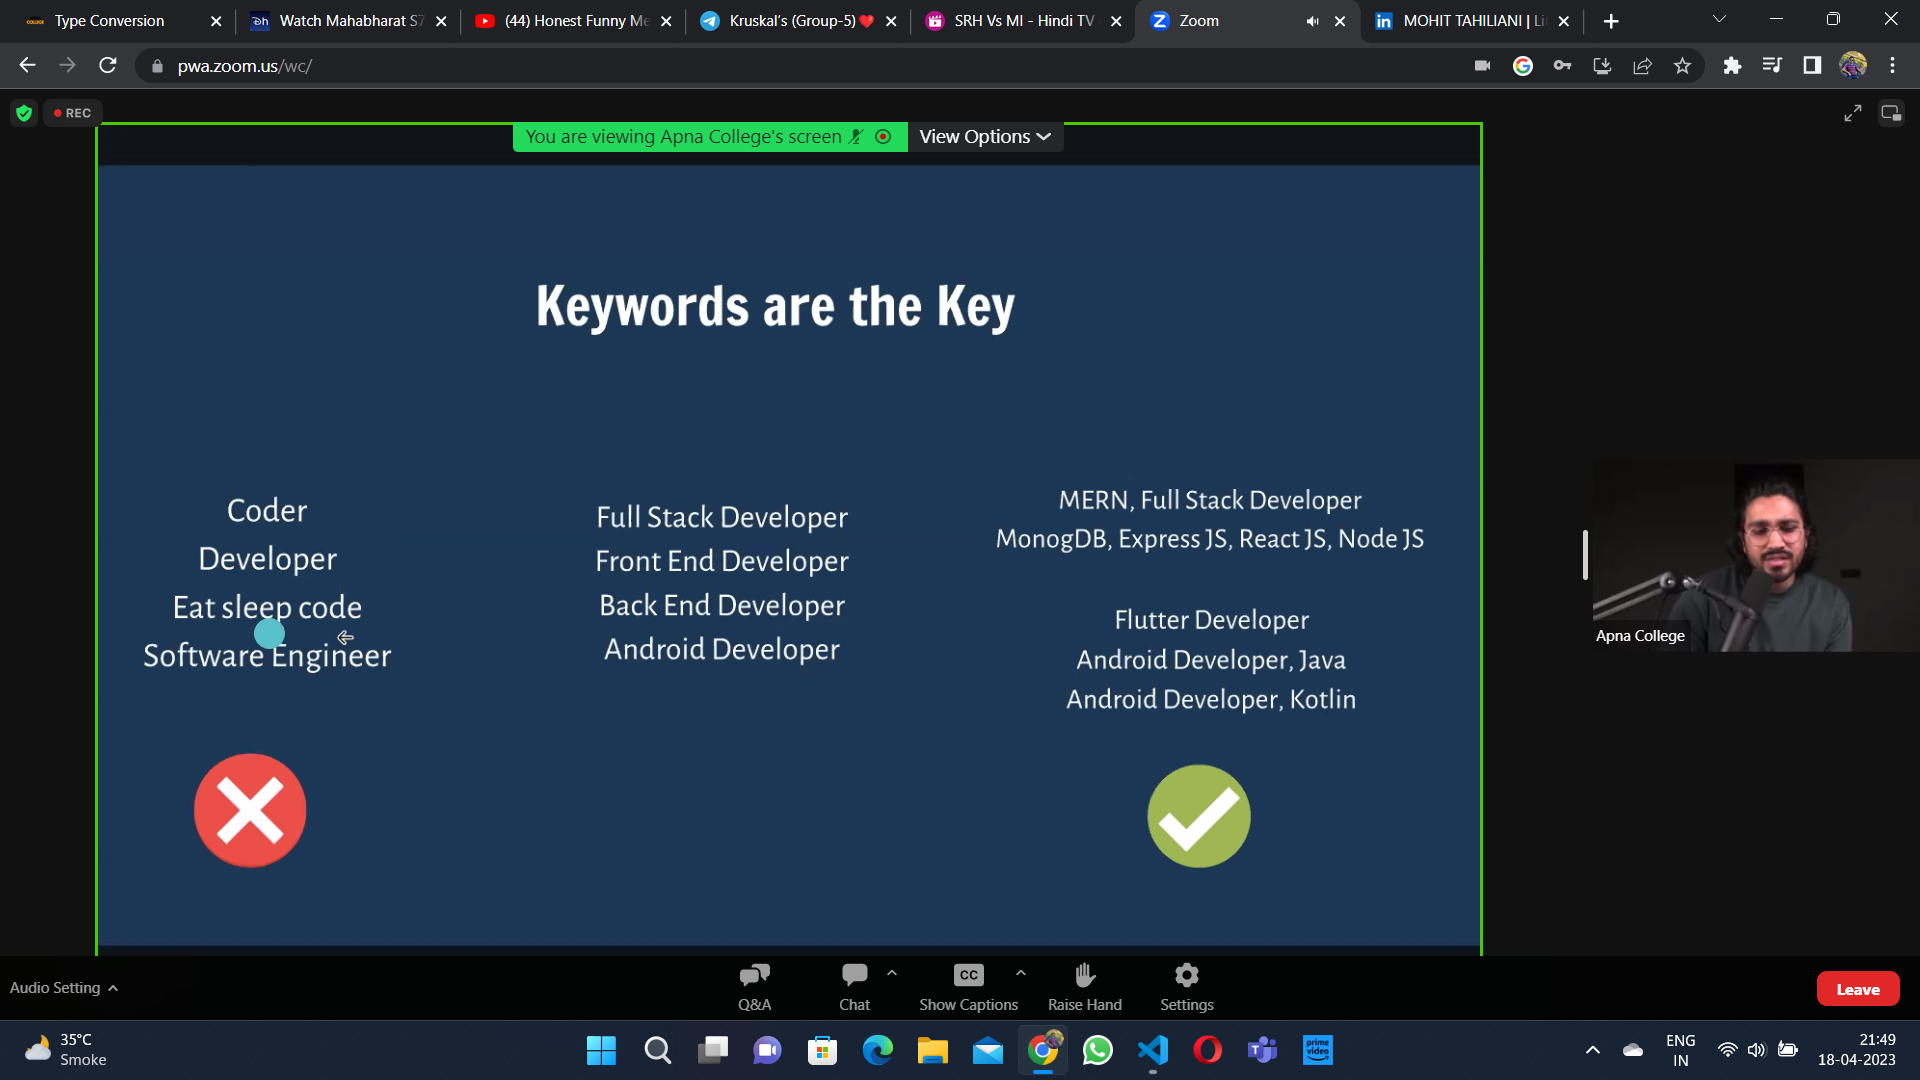 Type Conversion
Watch Mahabharat S7
(44) Honest Funny Me
Kruskal's (Group-5)❤️
SRH Vs MI - Hindi TV
Zoom
MOHIT TAHILIANI | Li
pwa.zoom.us/wc/
REC
You are viewing Apna College's screen
View Options
Keywords are the Key
Coder
Developer
Eat sleep code
Software Engineer
Full Stack Developer
Front End Developer
Back End Developer
Android Developer
MERN, Full Stack Developer
MonogDB, Express JS, React JS, Node JS
Flutter Developer
Android Developer, Java
Android Developer, Kotlin
Apna College
Audio Setting
Q&A
Chat
CC
Show Captions
Raise Hand
Settings
Leave
35°C
Smoke
prime
video
ENG
IN
21:49
18-04-2023